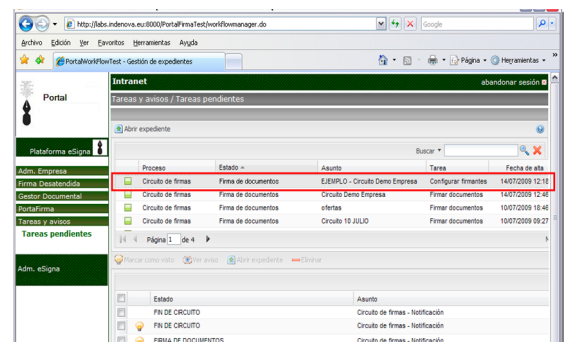 http://labs.indenova.eu:8000/PortalFirmaTest/workflowmanager.do
Google
Archivo Edición Ver Favoritos Herramientas Ayuda
PortalWorkFlowTest - Gestión de expedientes
Página Herramientas
Portal
Intranet
abandonar sesión
Tareas y avisos / Tareas pendientes
Abrir expediente
Plataforma eSigna
Buscar
Adm. Empresa
Firma Desatendida
Gestor Documental
PortaFirma
Tareas y avisos
Tareas pendientes
Adm. eSigna
Proceso Estado Asunto Tarea Fecha de alta
Circuito de firmas Firma de documentos EJEMPLO - Circuito Demo Empresa Configurar firmantes 14/07/2009 12:18
Circuito de firmas Firma de documentos Circuito Demo Empresa Firmar documentos 14/07/2009 12:46
Circuito de firmas Firma de documentos ofertas Firmar documentos 10/07/2009 18:46
Circuito de firmas Firma de documentos Circuito 10 JULIO Firmar documentos 10/07/2009 09:27
Página 1 de 4
Marcar como visto Ver aviso Abrir expediente Eliminar
Estado Asunto
FIN DE CIRCUITO Circuito de firmas - Notificación
FIN DE CIRCUITO Circuito de firmas - Notificación
FIRMA DE DOCUMENTOS Circuito de firmas - Notificación